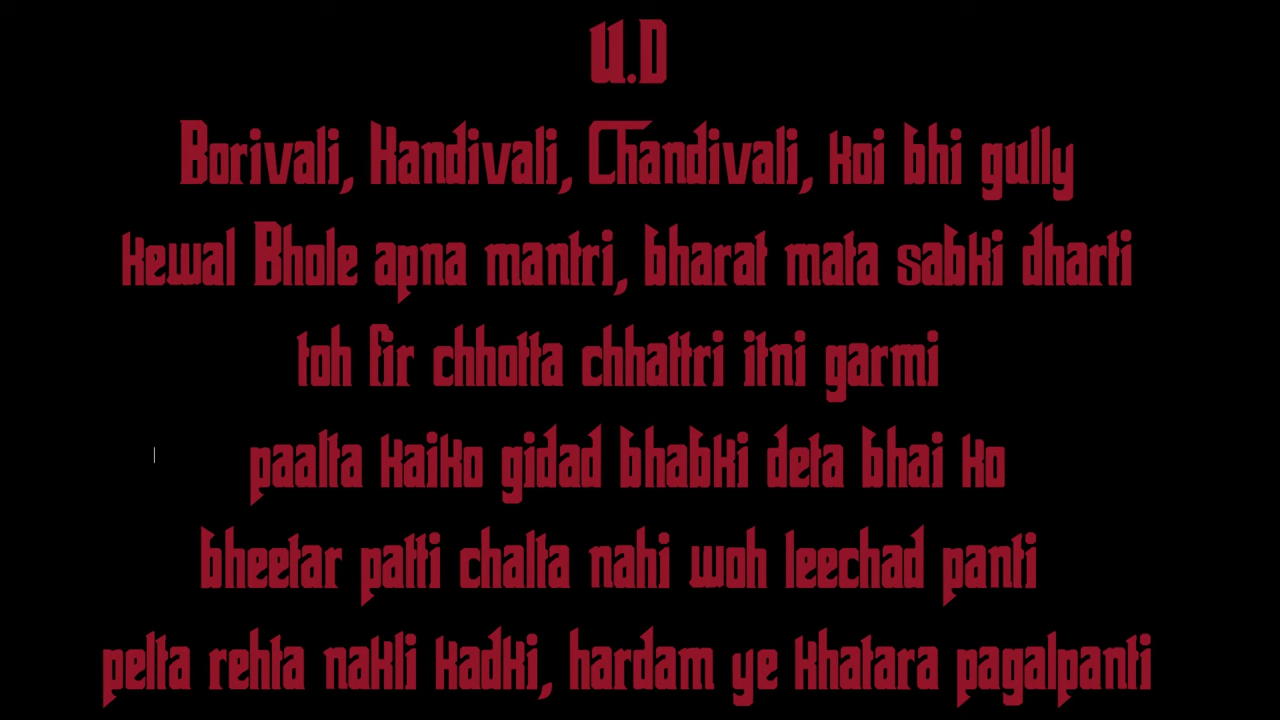 U.D
Borivali, Kandivali, Chandivali, koi bhi gully
kewal Bhole apna mantri, bharat mata sabki dharti
toh fir chhotta chhattri itni garmi
paalta kaiko gidad bhabki deta bhai ko
bheetar patti chalta nahi woh leechad panti
pelta rehta nakli kadki, hardam ye khatara pagalpanti